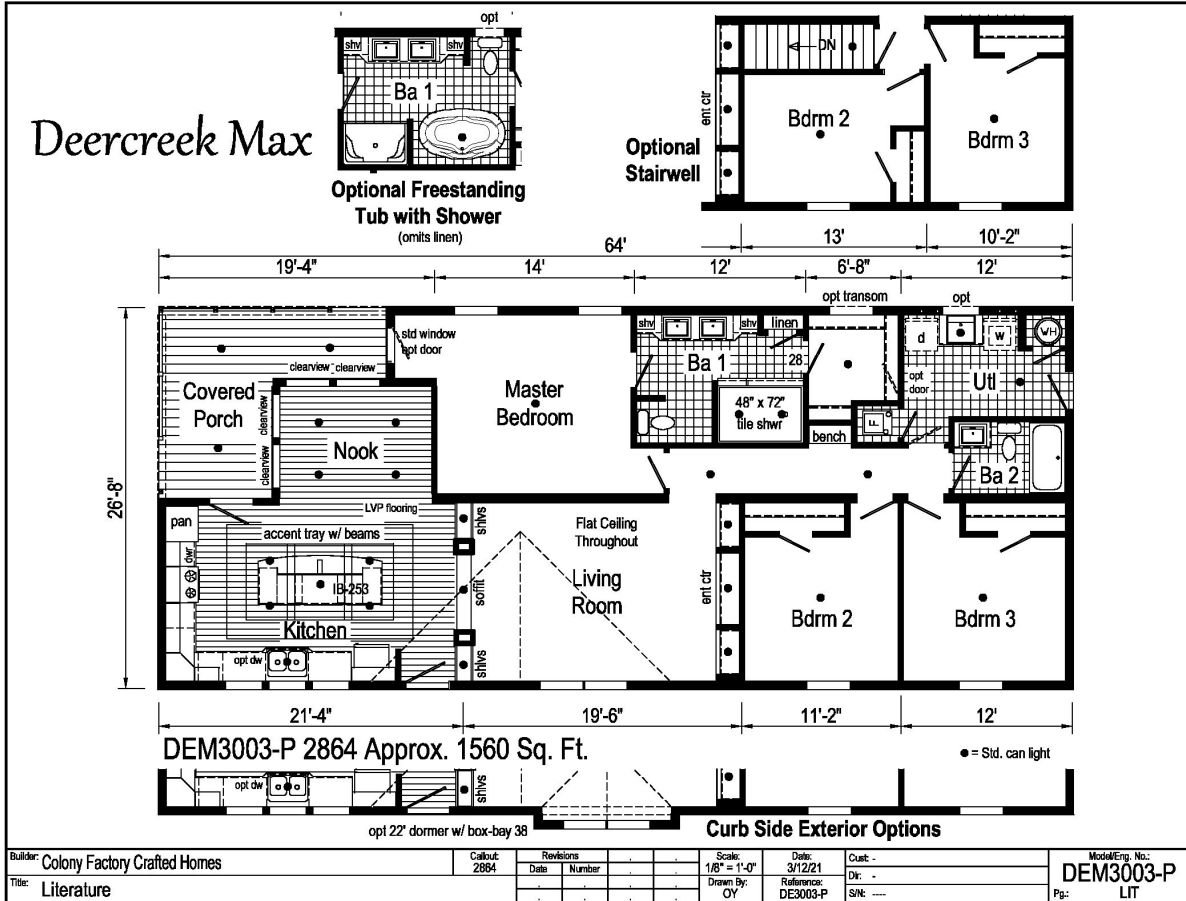 opt
shv
shv
Ba 1
Deercreek Max
Optional Freestanding
Tub with Shower
(omits linen)
DN
ent ctr
Bdrm 2
Bdrm 3
Optional
Stairwell
64'
13'
10'-2"
19'-4"
14'
12'
6'-8"
12'
opt transom
opt
std window
opt door
shv
shv
linen
d
w
WH
clearview
clearview
Ba 1
28
Covered
Porch
Master
Bedroom
opt
door
Utl
clearview
clearview
48" x 72"
tile shwr
Nook
bench
Ba 2
26'-8"
LVP flooring
pan
shlvs
Flat Ceiling
Throughout
accent tray w/ beams
dwr
IB-253
soffit
Living
Room
ent ctr
Bdrm 2
Bdrm 3
Kitchen
opt dw
shlvs
21'-4"
19'-6"
11'-2"
12'
DEM3003-P 2864 Approx. 1560 Sq. Ft.
= Std. can light
opt dw
shlvs
opt 22' dormer w/ box-bay 38
Curb Side Exterior Options
Builder: Colony Factory Crafted Homes
Callout: 2864
Revisions
Date Number
Scale: 1/8" = 1'-0"
Date: 3/12/21
Cust: -
Model/Eng. No.: DEM3003-P
Title: Literature
Drawn By: OY
Reference: DE3003-P
Dir: -
S/N: ----
Pg.: LIT